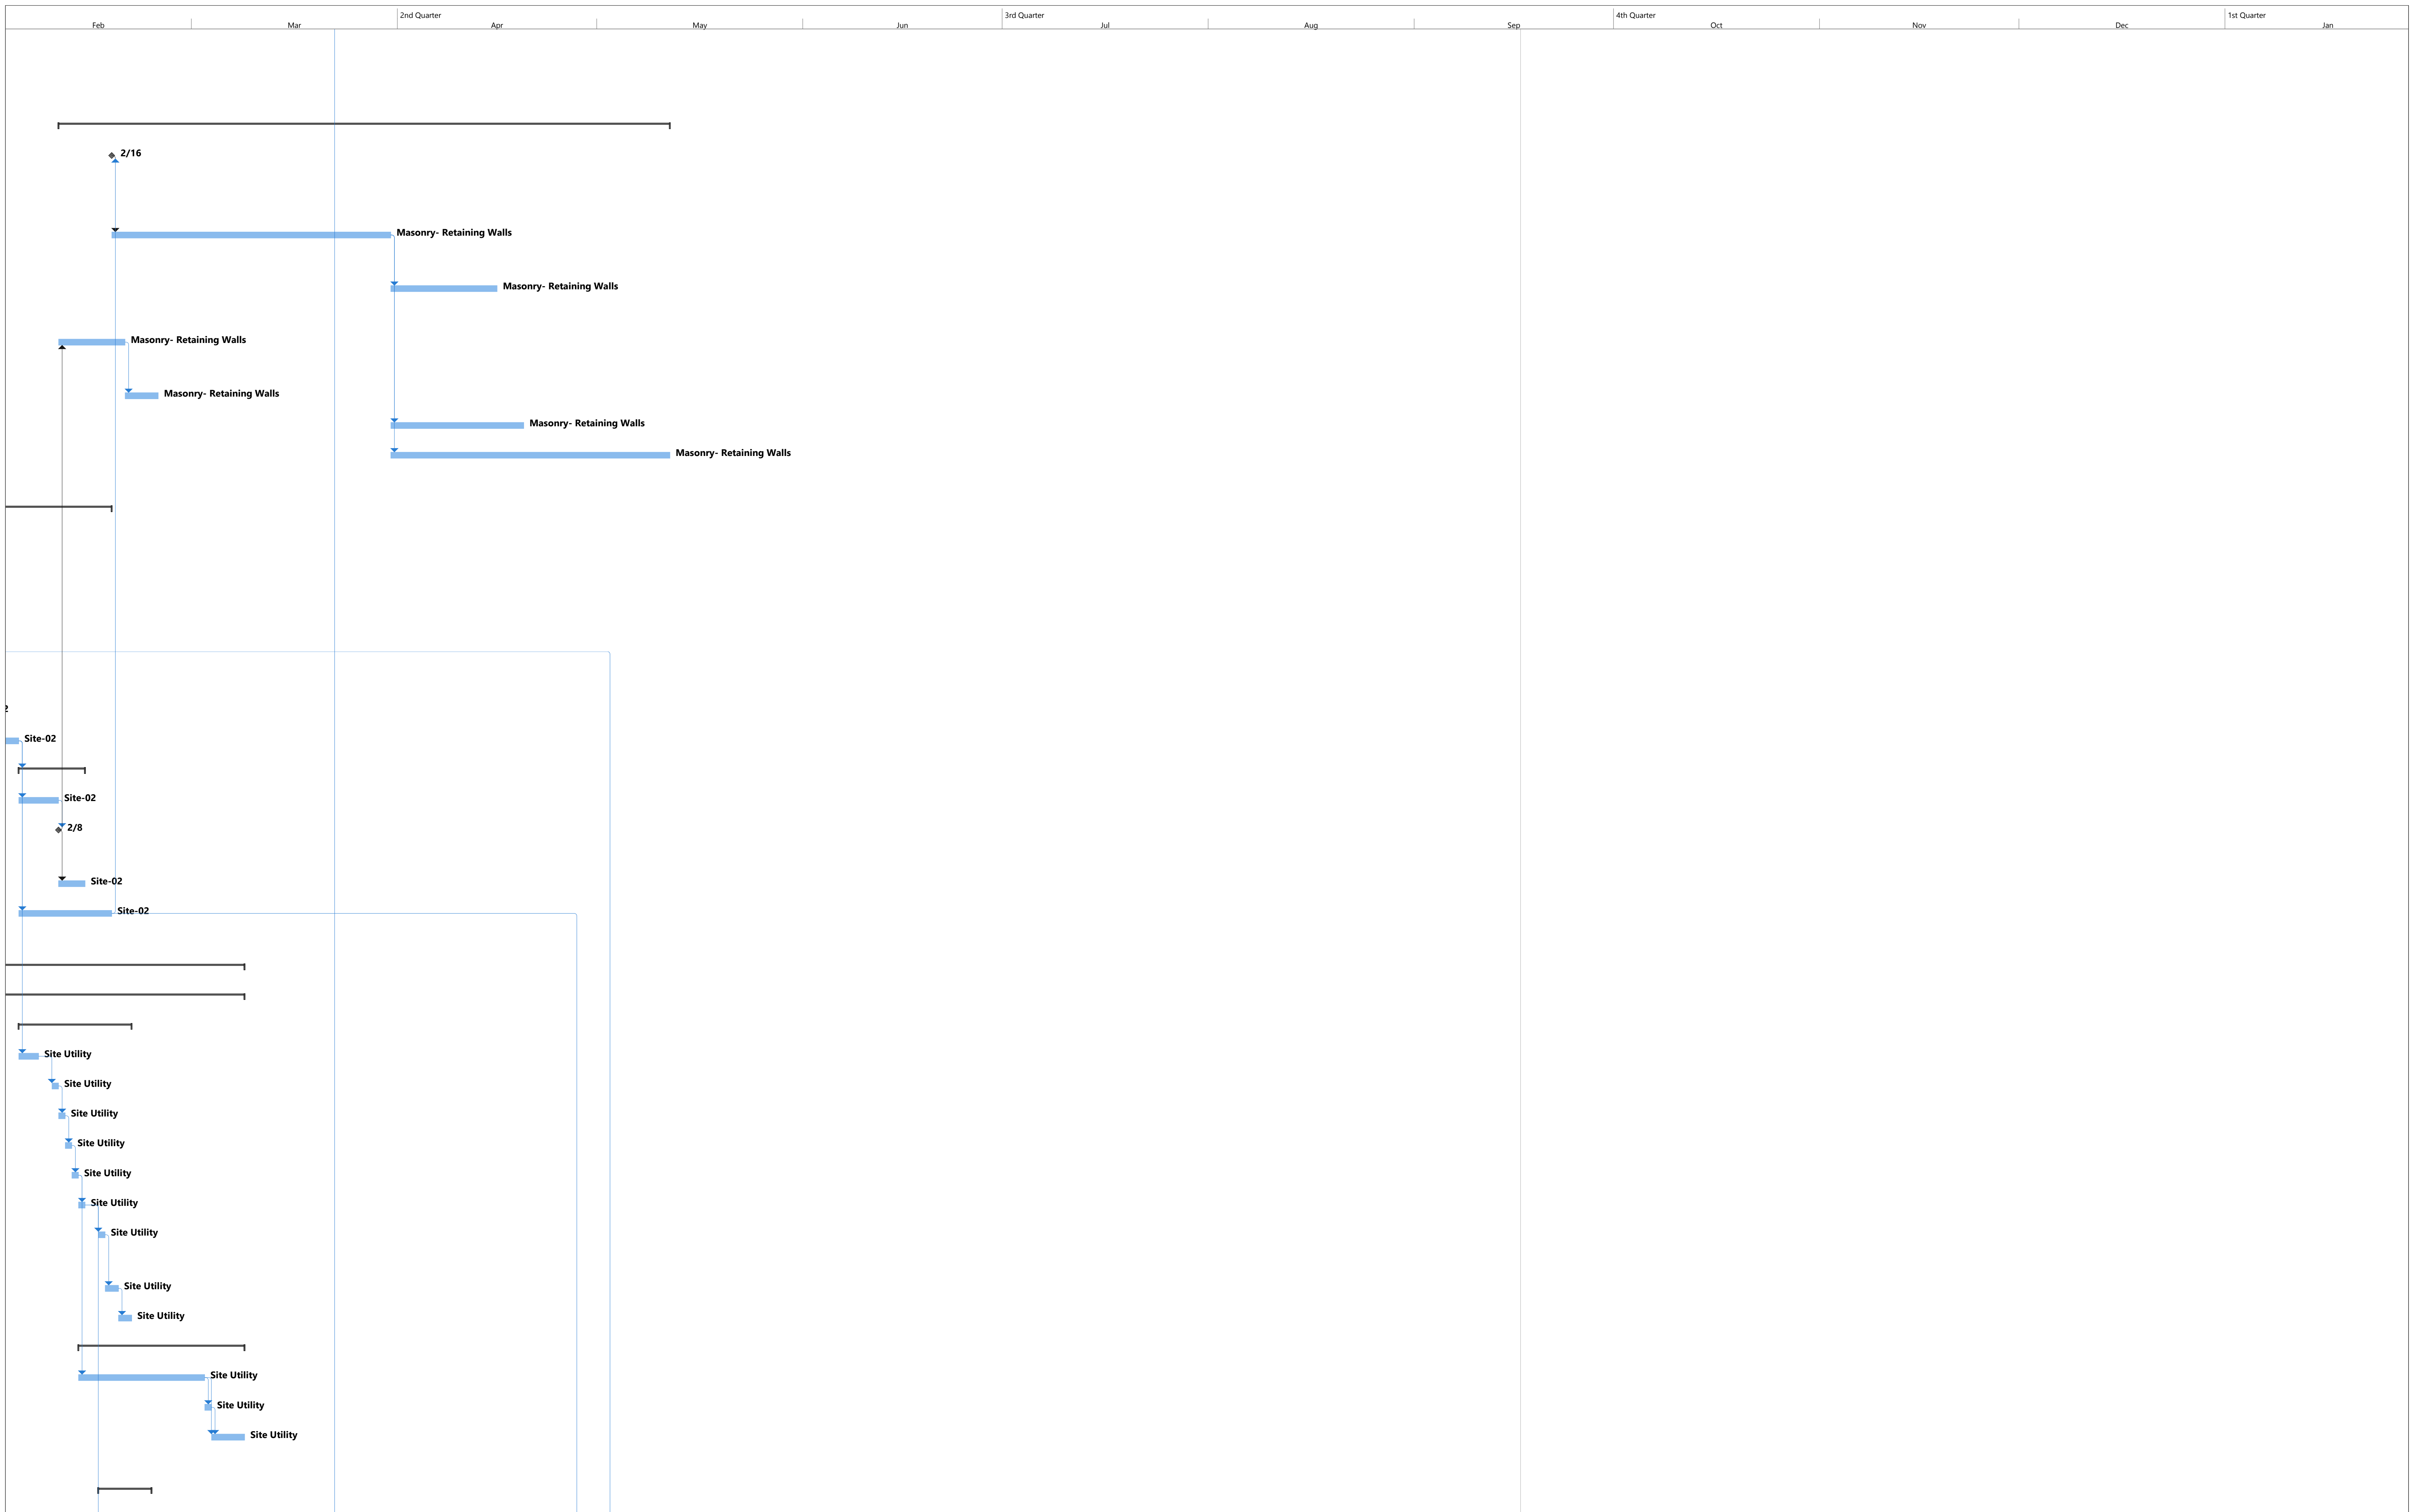 2nd Quarter 3rd Quarter 4th Quarter 1st Quarter
Feb Mar Apr May Jun Jul Aug Sep Oct Nov Dec Jan
2/16
Masonry- Retaining Walls
Masonry- Retaining Walls
Masonry- Retaining Walls
Masonry- Retaining Walls
Masonry- Retaining Walls
Masonry- Retaining Walls
Site-02
Site-02
2/8
Site-02
Site-02
Site Utility
Site Utility
Site Utility
Site Utility
Site Utility
Site Utility
Site Utility
Site Utility
Site Utility
Site Utility
Site Utility
Site Utility